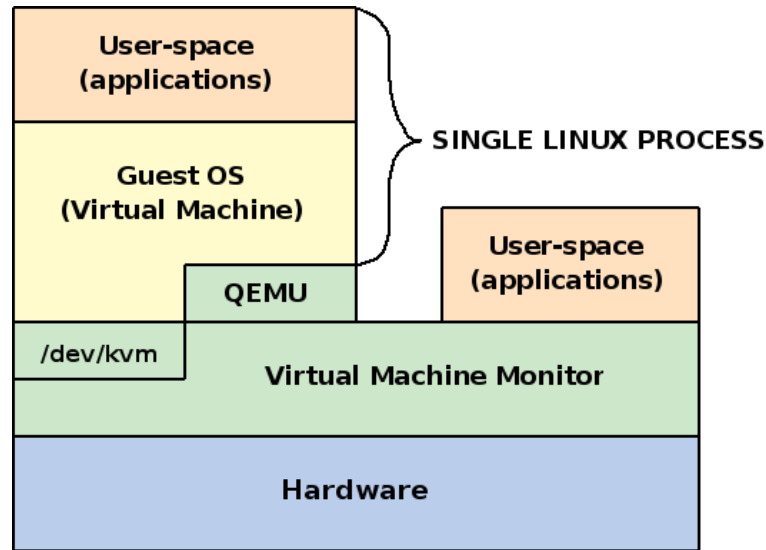 User-space
(applications)
SINGLE LINUX PROCESS
Guest OS
(Virtual Machine)
User-space
(applications)
QEMU
/dev/kvm
Virtual Machine Monitor
Hardware